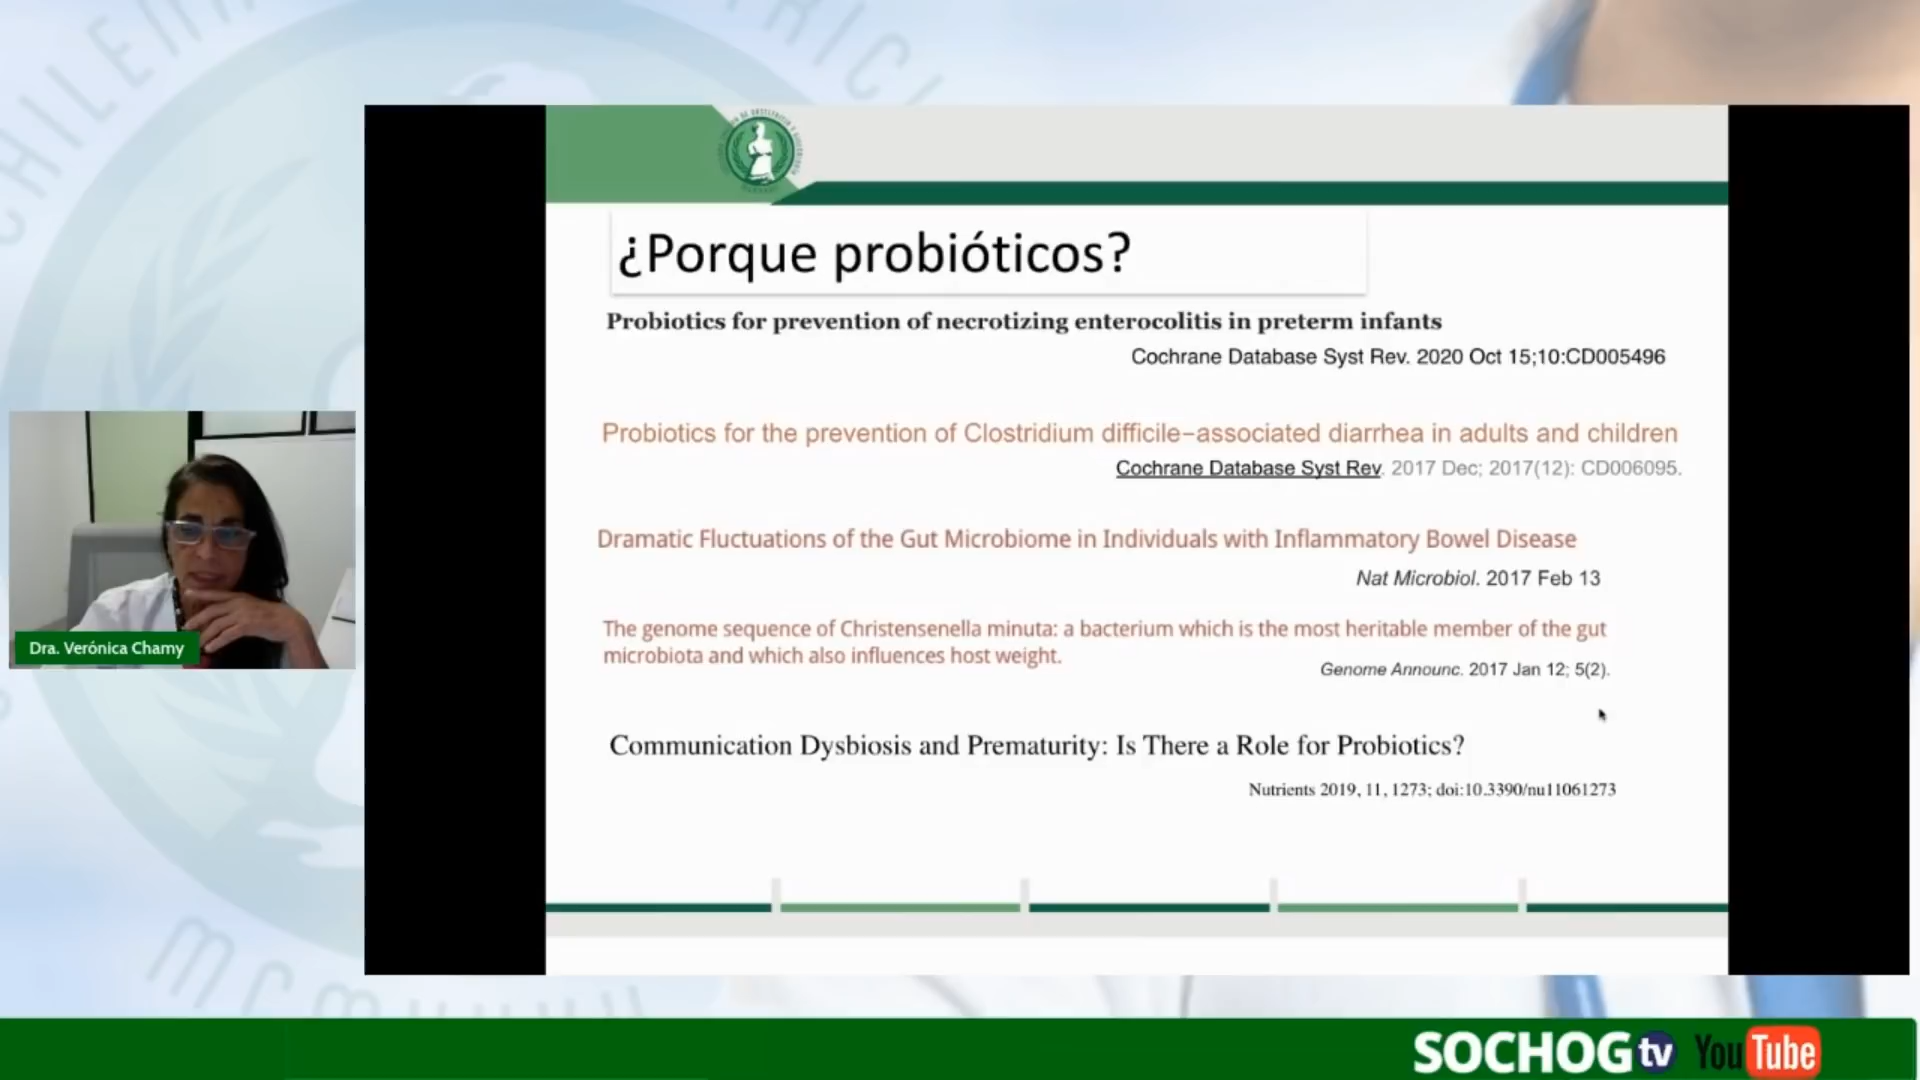 ¿Porque probióticos?
Probiotics for prevention of necrotizing enterocolitis in preterm infants
Cochrane Database Syst Rev. 2020 Oct 15;10:CD005496
Probiotics for the prevention of Clostridium difficile–associated diarrhea in adults and children
Cochrane Database Syst Rev. 2017 Dec; 2017(12): CD006095.
Dramatic Fluctuations of the Gut Microbiome in Individuals with Inflammatory Bowel Disease
Nat Microbiol. 2017 Feb 13
The genome sequence of Christensenella minuta: a bacterium which is the most heritable member of the gut
microbiota and which also influences host weight.
Genome Announc. 2017 Jan 12; 5(2).
Communication Dysbiosis and Prematurity: Is There a Role for Probiotics?
Nutrients 2019, 11, 1273; doi:10.3390/nu11061273
Dra. Verónica Chamy
SOCHOG tv YouTube